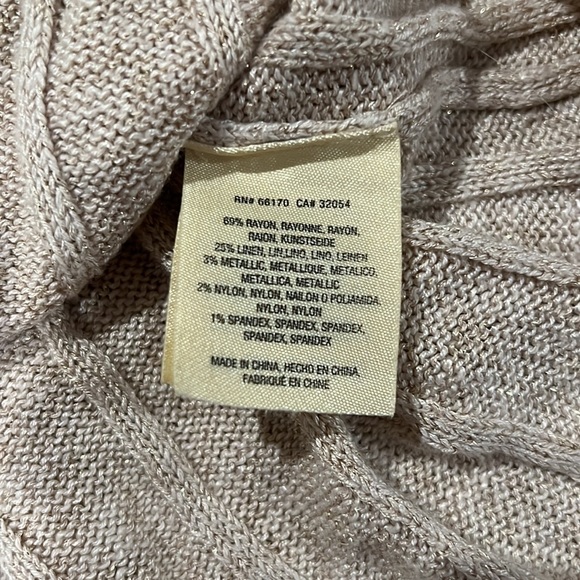 RN# 66170 CA# 32054
69% RAYON, RAYONNE, RAYÓN,
RAION, KUNSTSEIDE
25% LINEN, LIN,LINO, LINO, LEINEN
3% METALLIC, METALLIQUE, METALICO,
METALLICA, METALLIC
2% NYLON, NYLON, NAILON O POLIAMIDA,
NYLON, NYLON
1% SPANDEX, SPANDEX, SPANDEX,
SPANDEX, SPANDEX
MADE IN CHINA, HECHO EN CHINA,
FABRIQUÉ EN CHINE